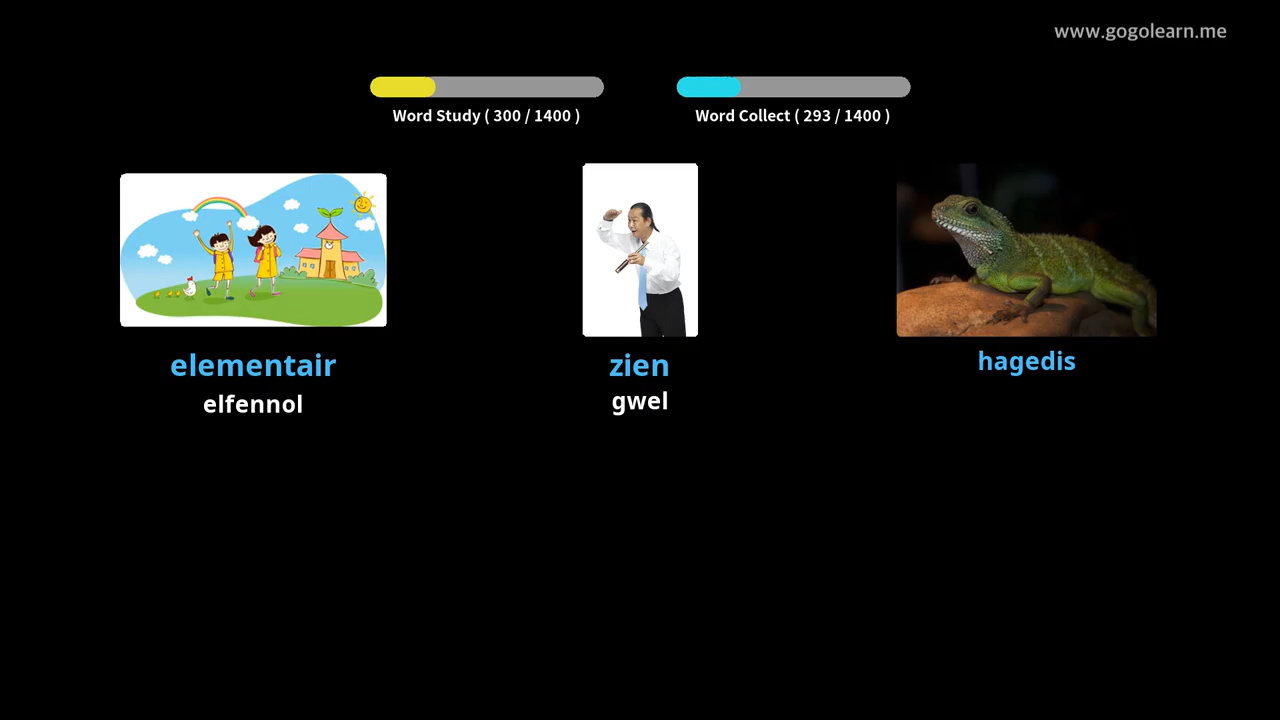 www.gogolearn.me
Word Study ( 300 / 1400 )
Word Collect ( 293 / 1400 )
elementair
elfennol
zien
gwel
hagedis